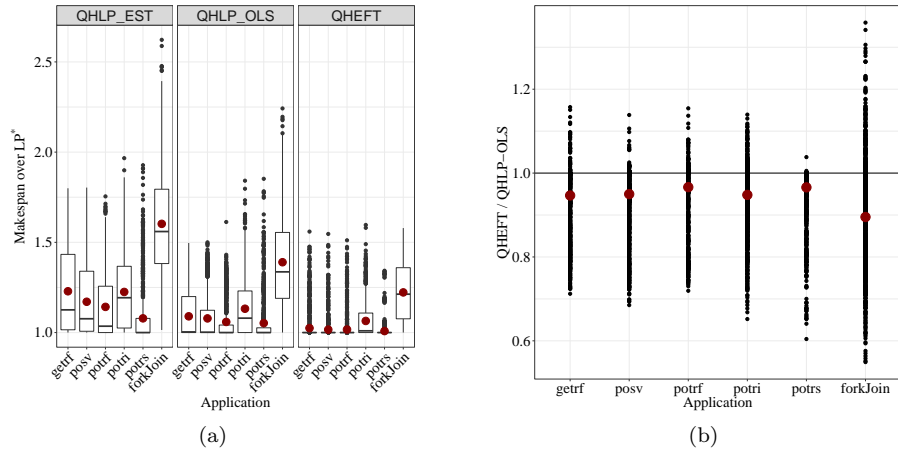 QHLP_EST
QHLP_OLS
QHEFT
Makespan over LP*
2.5
2.0
1.5
1.0
getrf
posv
potrf
potri
potrs
forkJoin
getrf
posv
potrf
potri
potrs
forkJoin
getrf
posv
potrf
potri
potrs
forkJoin
Application
(a)
QHEFT / QHLP−OLS
1.2
1.0
0.8
0.6
getrf
posv
potrf
potri
potrs
forkJoin
Application
(b)